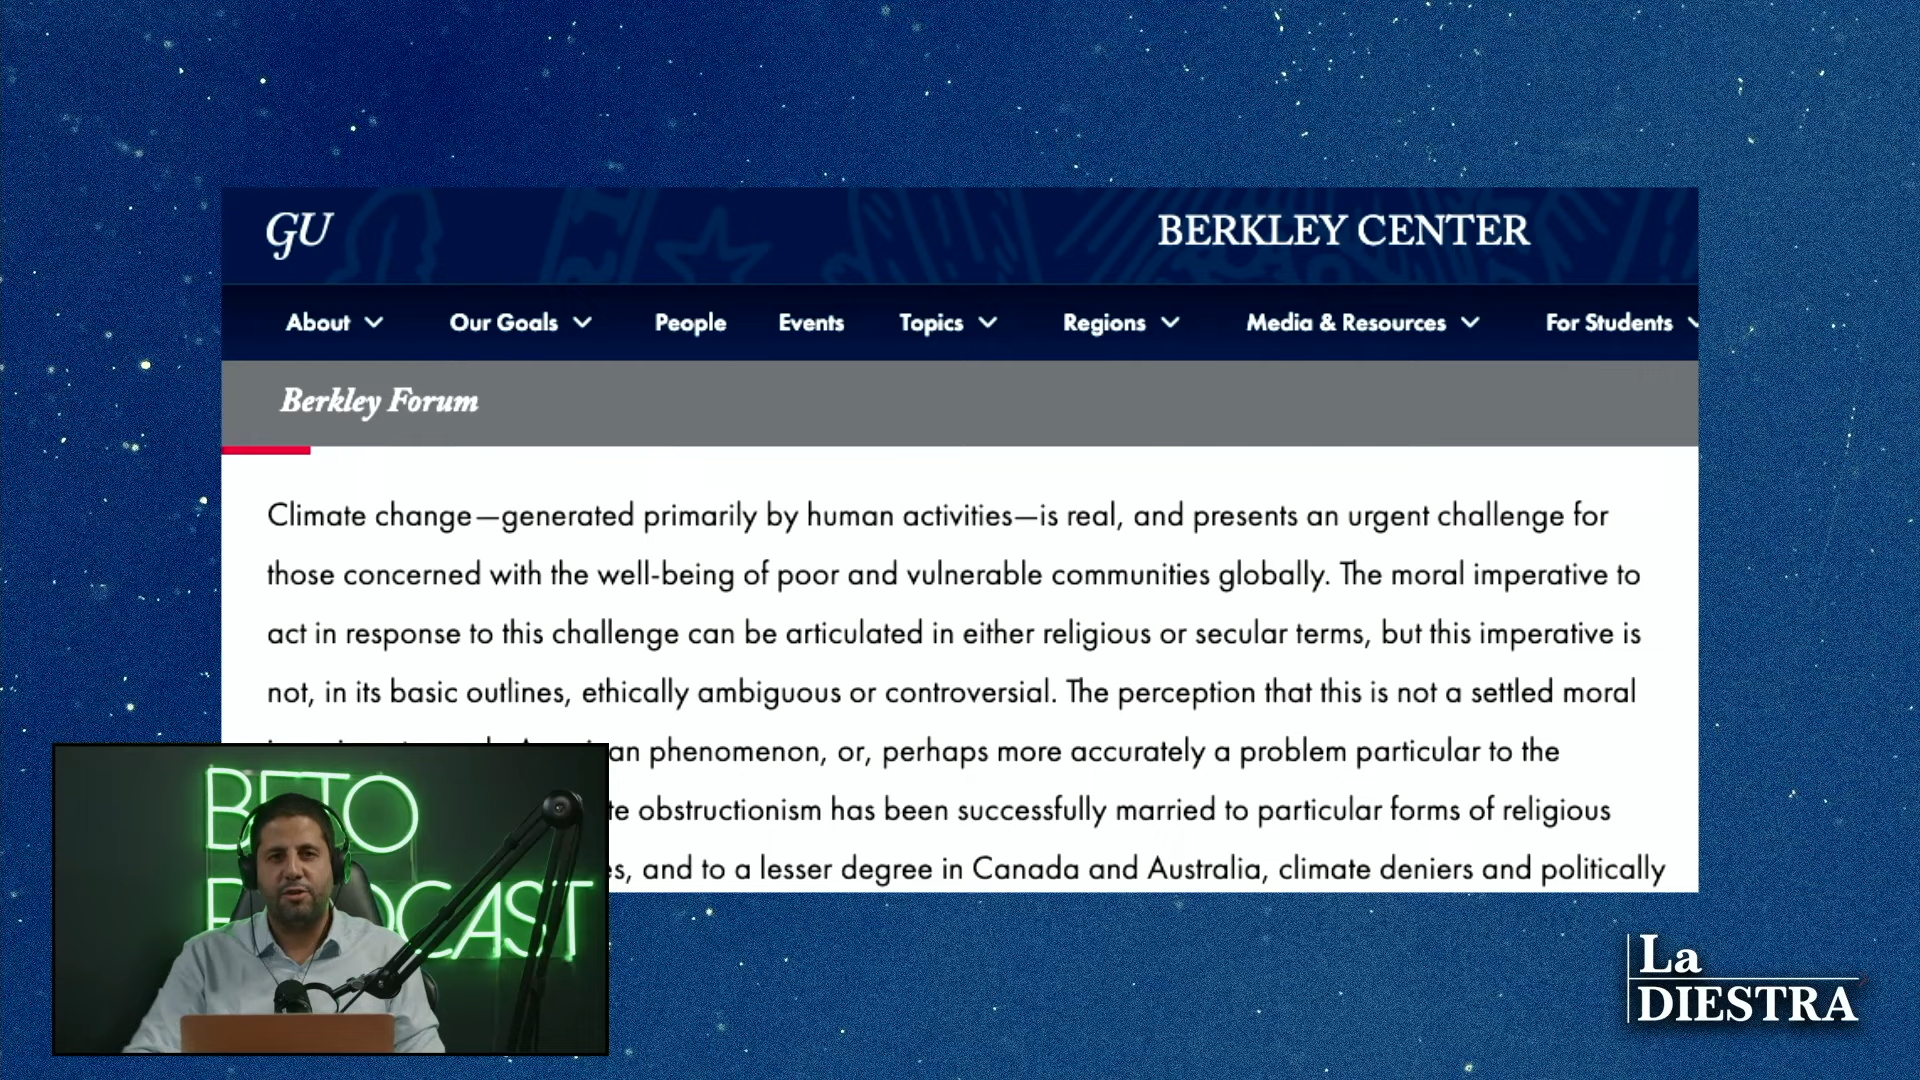 GU
BERKLEY CENTER
About
Our Goals
People
Events
Topics
Regions
Media & Resources
For Students
Berkley Forum
Climate change—generated primarily by human activities—is real, and presents an urgent challenge for
those concerned with the well-being of poor and vulnerable communities globally. The moral imperative to
act in response to this challenge can be articulated in either religious or secular terms, but this imperative is
not, in its basic outlines, ethically ambiguous or controversial. The perception that this is not a settled moral
phenomenon, or, perhaps more accurately a problem particular to the
obstructionism has been successfully married to particular forms of religious
and to a lesser degree in Canada and Australia, climate deniers and politically
BETO
PODCAST
La
DIESTRA